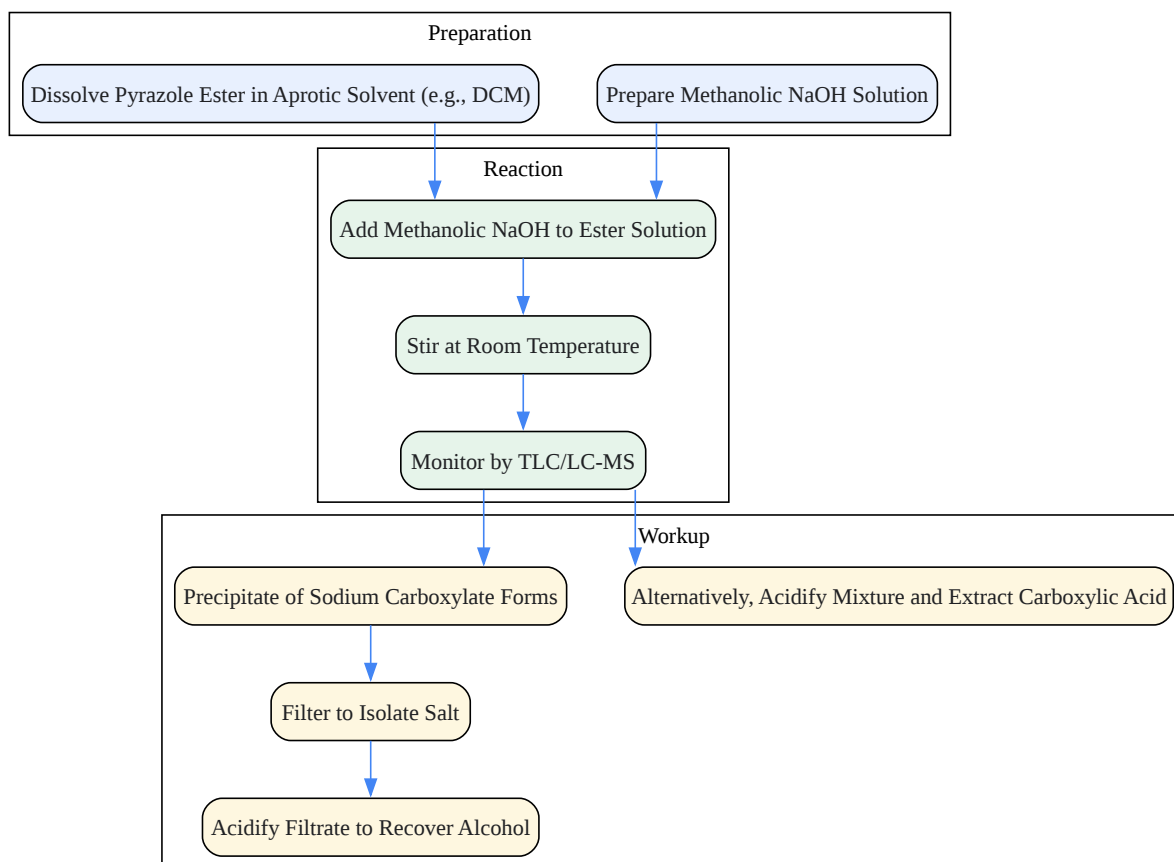 Preparation
Dissolve Pyrazole Ester in Aprotic Solvent (e.g., DCM)
Prepare Methanolic NaOH Solution
Reaction
Add Methanolic NaOH to Ester Solution
Stir at Room Temperature
Monitor by TLC/LC-MS
Workup
Precipitate of Sodium Carboxylate Forms
Alternatively, Acidify Mixture and Extract Carboxylic Acid
Filter to Isolate Salt
Acidify Filtrate to Recover Alcohol